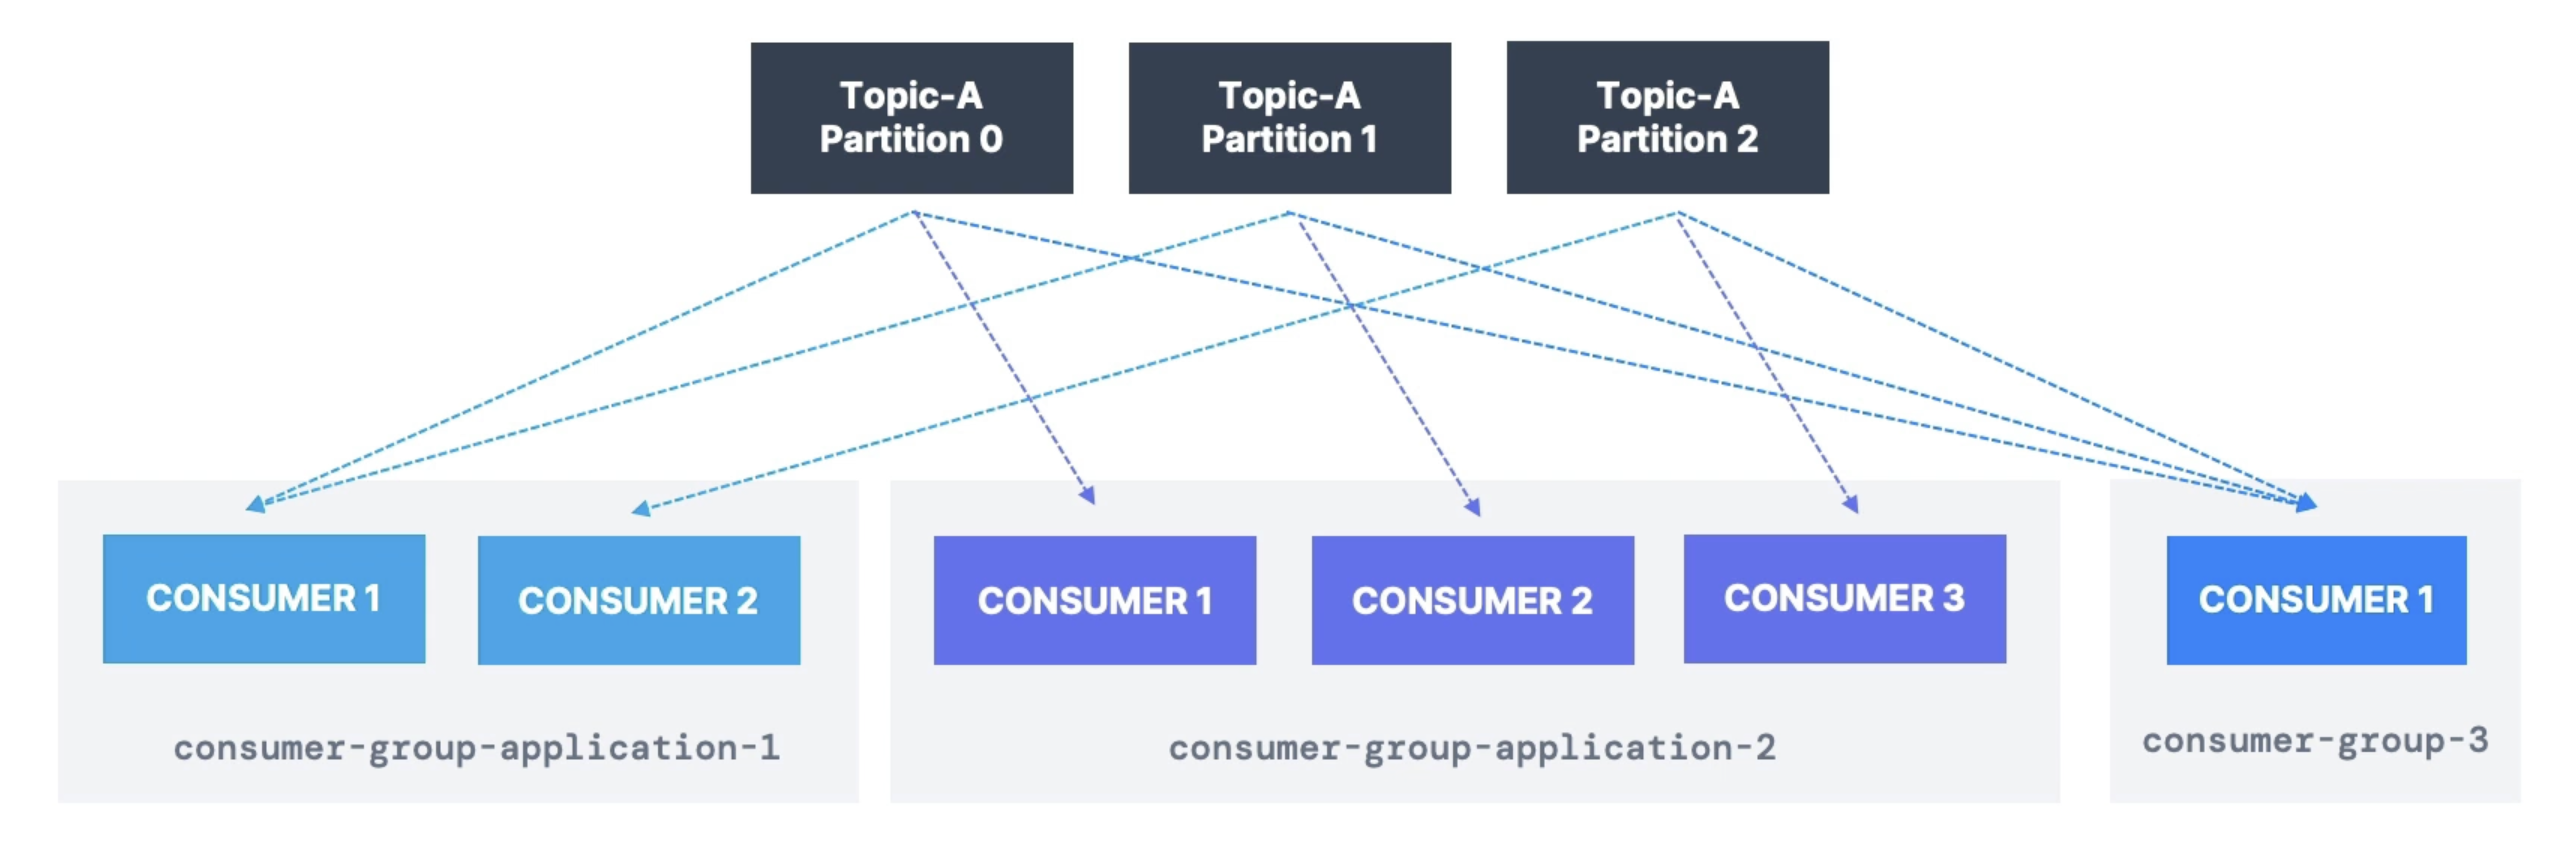 Topic-A
Partition 0
Topic-A
Partition 1
Topic-A
Partition 2
CONSUMER 1
CONSUMER 2
consumer-group-application-1
CONSUMER 1
CONSUMER 2
CONSUMER 3
consumer-group-application-2
CONSUMER 1
consumer-group-3